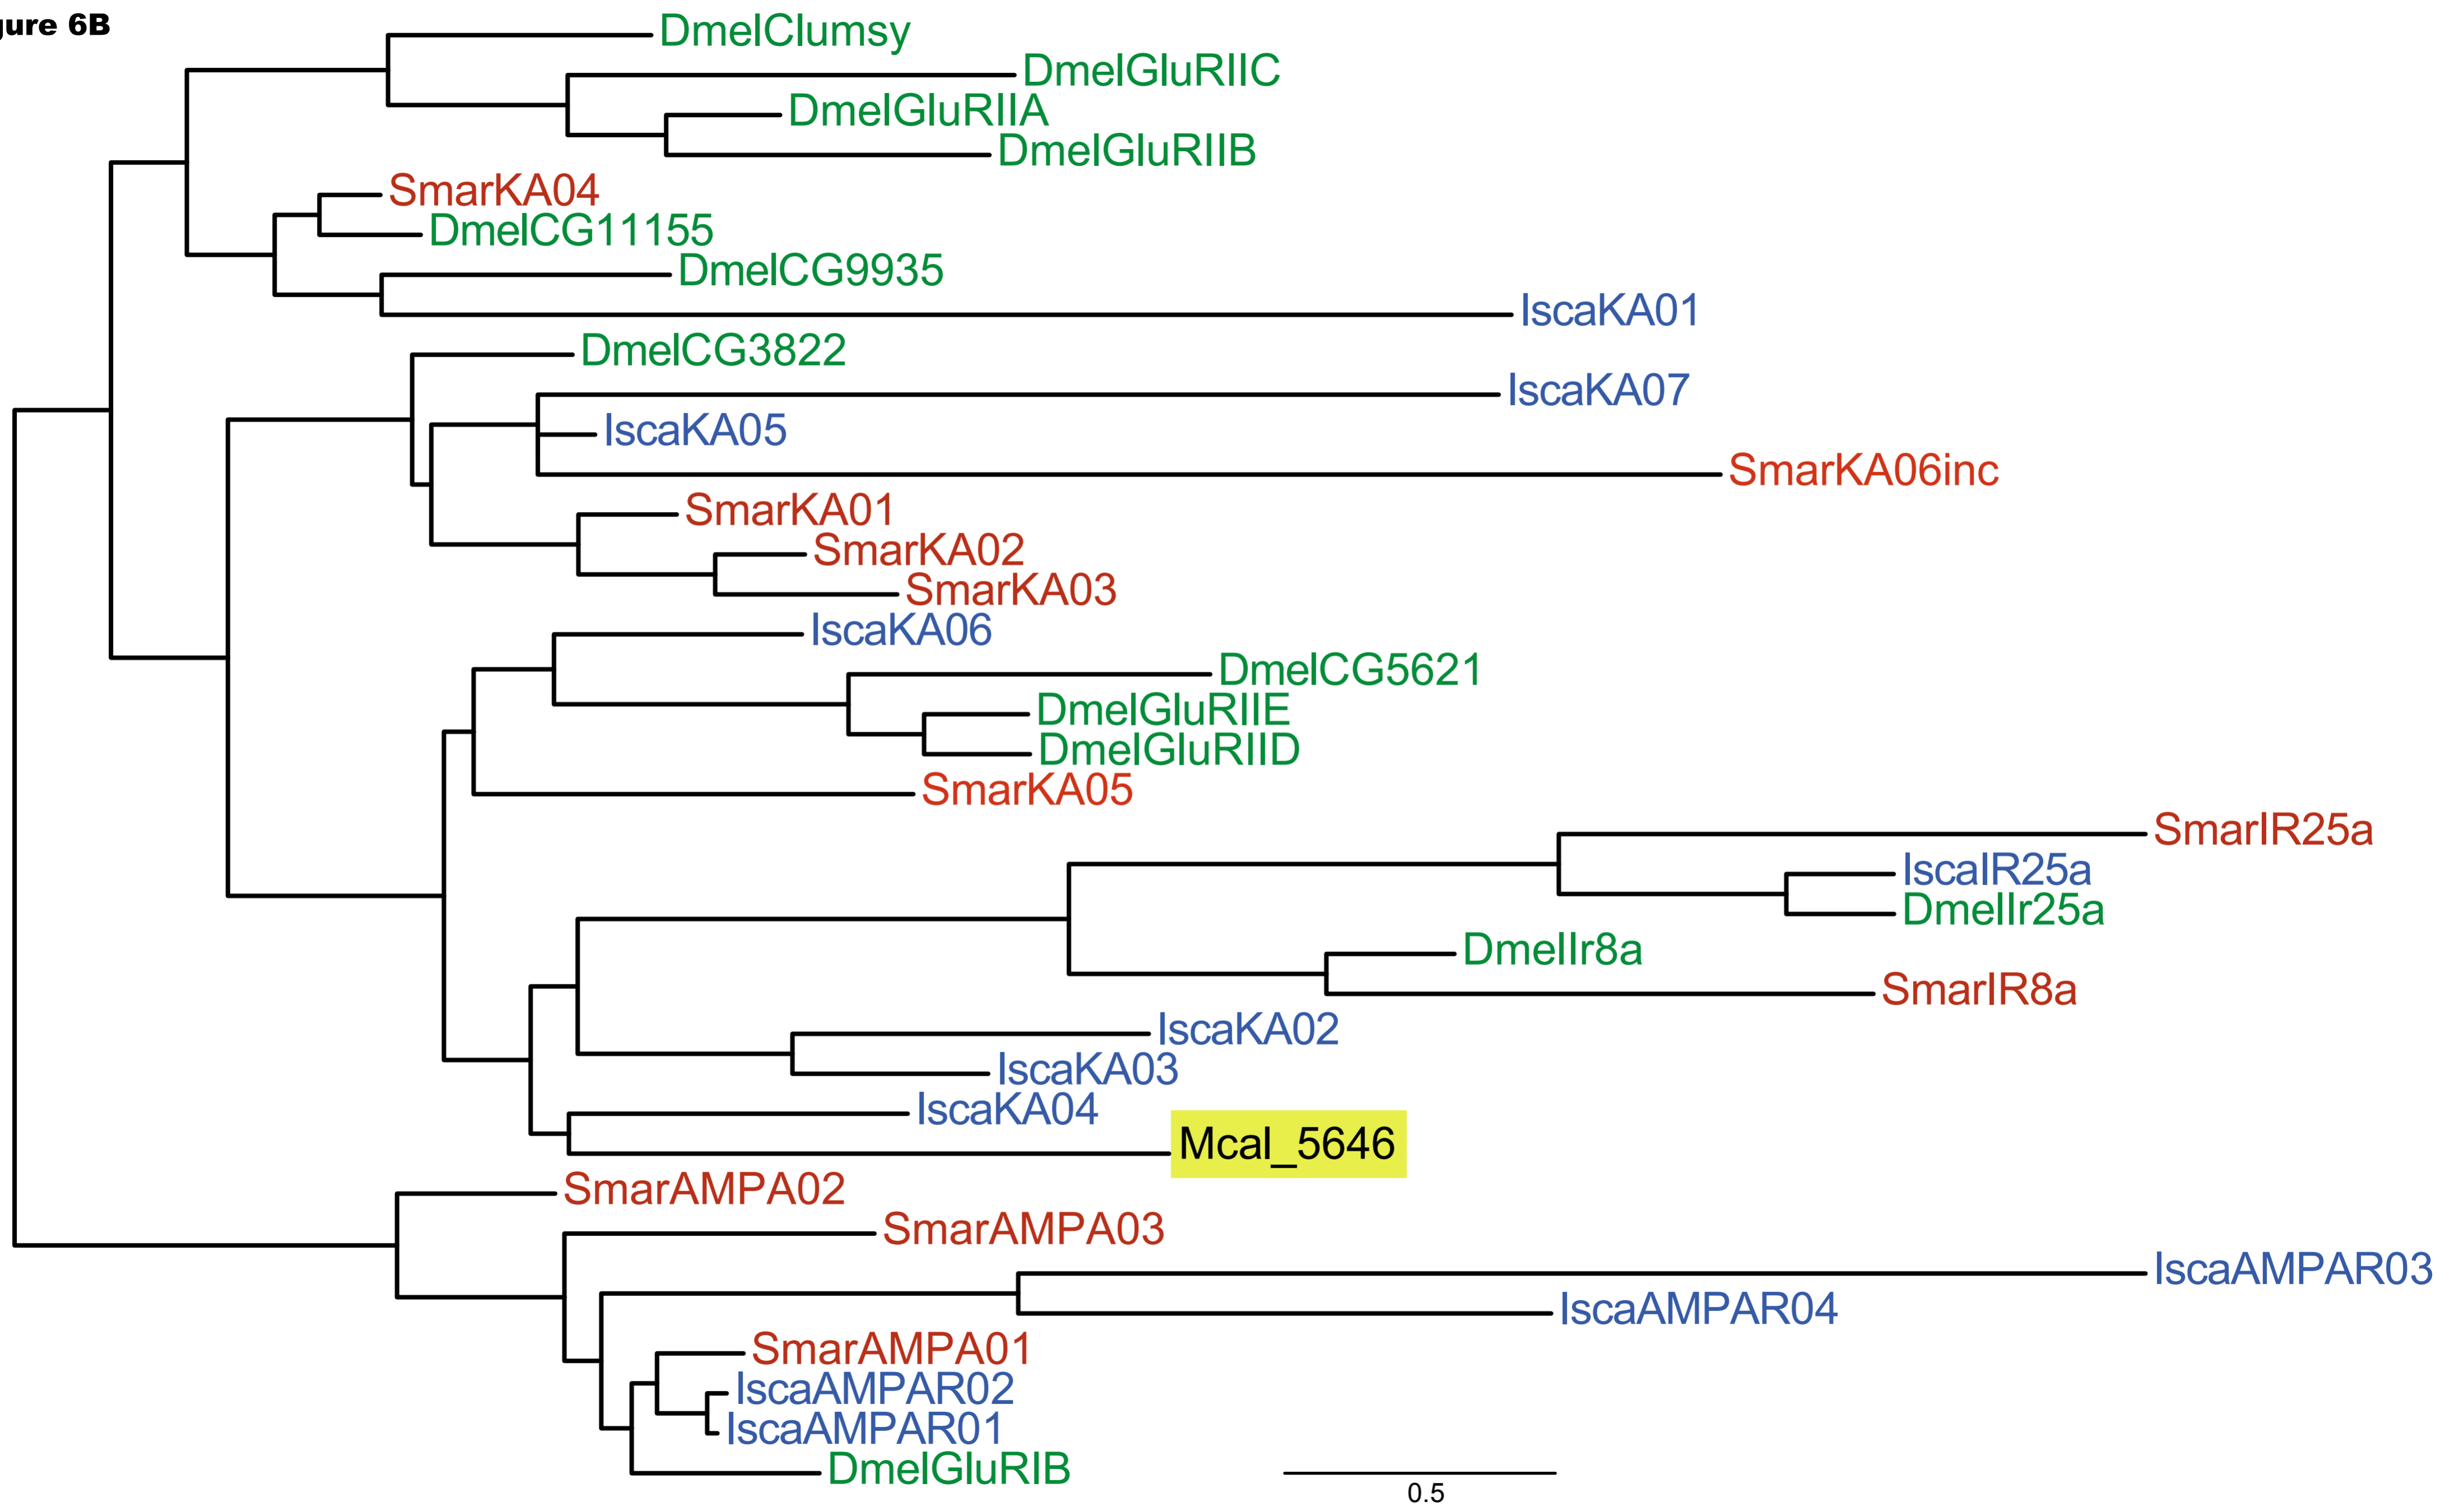 gure 6B
DmelClumsy
DmelGluRIIC
DmelGluRIIA
DmelGluRIIB
SmarKA04
DmelCG11155
DmelCG9935
IscaKA01
DmelCG3822
IscaKA07
IscaKA05
SmarKA06inc
SmarKA01
SmarKA02
SmarKA03
IscaKA06
DmelCG5621
DmelGluRIIE
DmelGluRIID
SmarKA05
SmarIR25a
IscaIR25a
DmelIr25a
DmelIr8a
SmarIR8a
IscaKA02
IscaKA03
IscaKA04
Mcal_5646
SmarAMPA02
SmarAMPA03
IscaAMPAR03
IscaAMPAR04
SmarAMPA01
IscaAMPAR02
IscaAMPAR01
DmelGluRIB
0.5